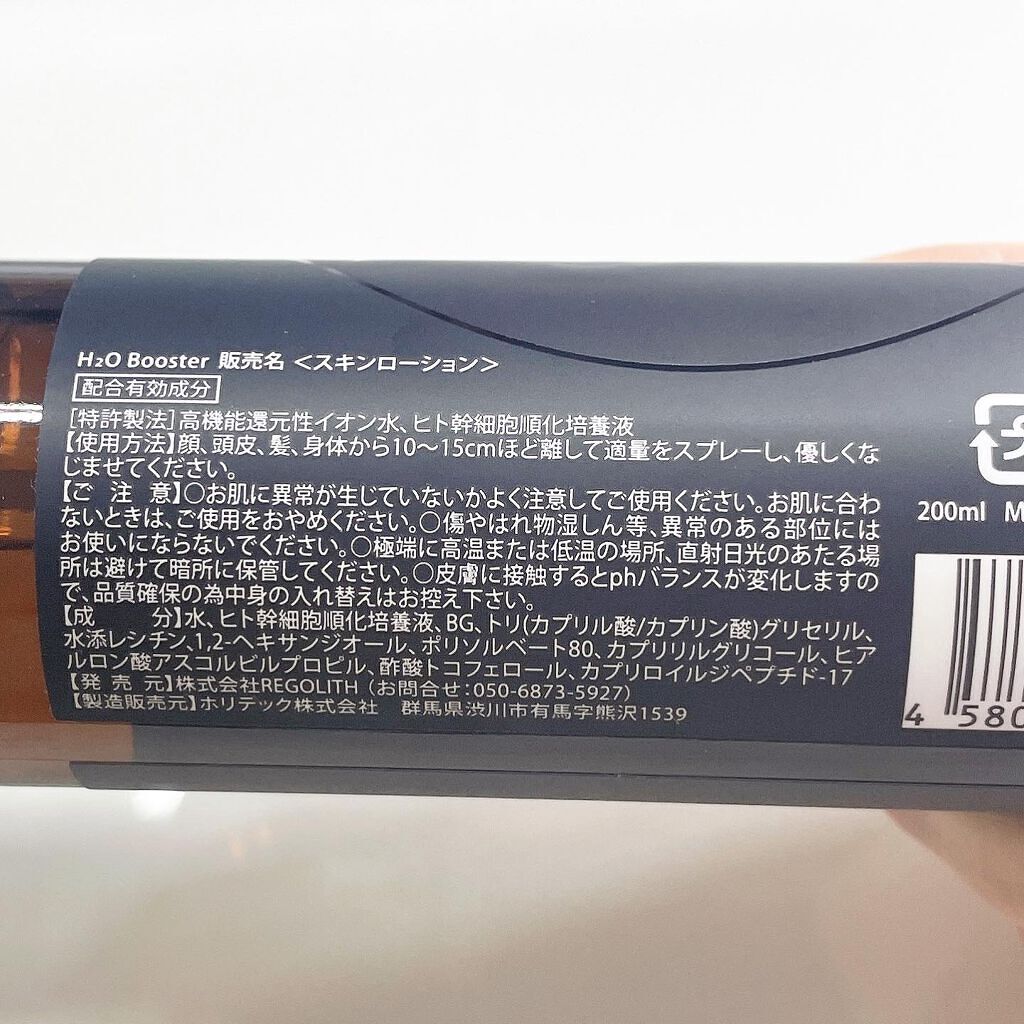 H₂O Booster 販売名 <スキンローション>
配合有効成分
[特許製法]高機能還元性イオン水、ヒト幹細胞順化培養液
【使用方法】顔、頭皮、髪、身体から10～15cmほど離して適量をスプレーし、優しくな
じませてください。
【ご 注 意】○お肌に異常が生じていないかよく注意してご使用ください。お肌に合わ
ないときは、ご使用をおやめください。○傷やはれ物湿しん等、異常のある部位には
お使いにならないでください。○極端に高温または低温の場所、直射日光のあたる場
所は避けて暗所に保管してください。○皮膚に接触するとphバランスが変化しますの
で、品質確保の為中身の入れ替えはお控え下さい。
【成 分】水、ヒト幹細胞順化培養液、BG、トリ(カプリル酸/カプリン酸)グリセリル、
水添レシチン,1,2-ヘキサンジオール、ポリソルベート80、カプリリルグリコール、ヒア
ルロン酸アスコルビルプロピル、酢酸トコフェロール、カプリロイルジペプチド-17
【発 売 元】株式会社REGOLITH（お問合せ：050-6873-5927）
【製造販売元】ホリテック株式会社 群馬県渋川市有馬字熊沢1539
プ
200ml M
4 580